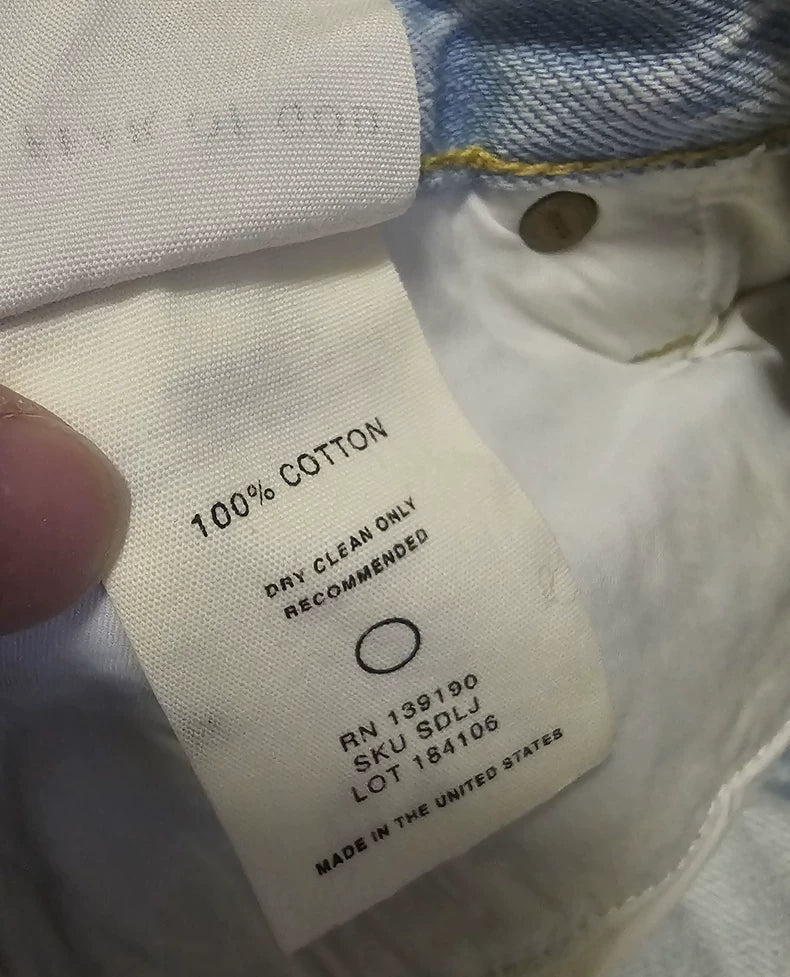 100% COTTON
DRY CLEAN ONLY
RECOMMENDED
RN 139190
SKU SDLJ
LOT 184106
MADE IN THE UNITED STATES